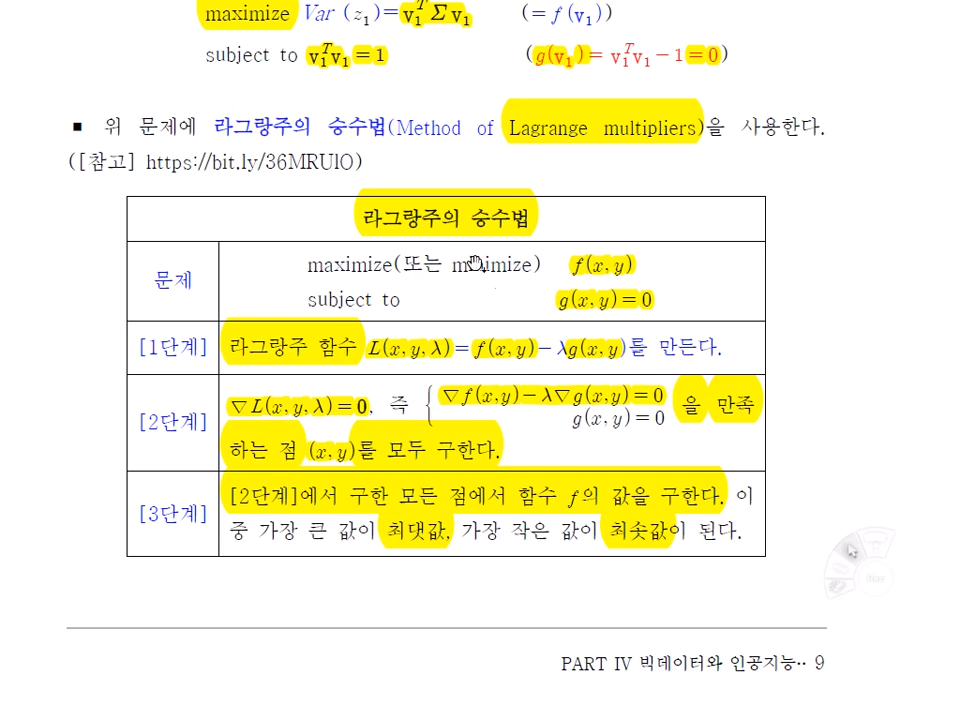 maximize Var (z₁)= v₁ᵀ Σ v₁ (= f (v₁))
subject to v₁ᵀv₁ = 1 (g(v₁) = v₁ᵀv₁ − 1 = 0)
■ 위 문제에 라그랑주의 승수법(Method of Lagrange multipliers)을 사용한다.
([참고] https://bit.ly/36MRUlO)
라그랑주의 승수법
문제
maximize(또는 minimize) f(x, y)
subject to g(x, y) = 0
[1단계] 라그랑주 함수 L(x, y, λ) = f(x, y) − λg(x, y)를 만든다.
[2단계] ▽L(x, y, λ) = 0, 즉 { ▽f(x,y) − λ▽g(x,y) = 0
g(x, y) = 0 을 만족
하는 점 (x, y)를 모두 구한다.
[3단계] [2단계]에서 구한 모든 점에서 함수 f의 값을 구한다. 이
중 가장 큰 값이 최댓값, 가장 작은 값이 최솟값이 된다.
PART IV 빅데이터와 인공지능·· 9